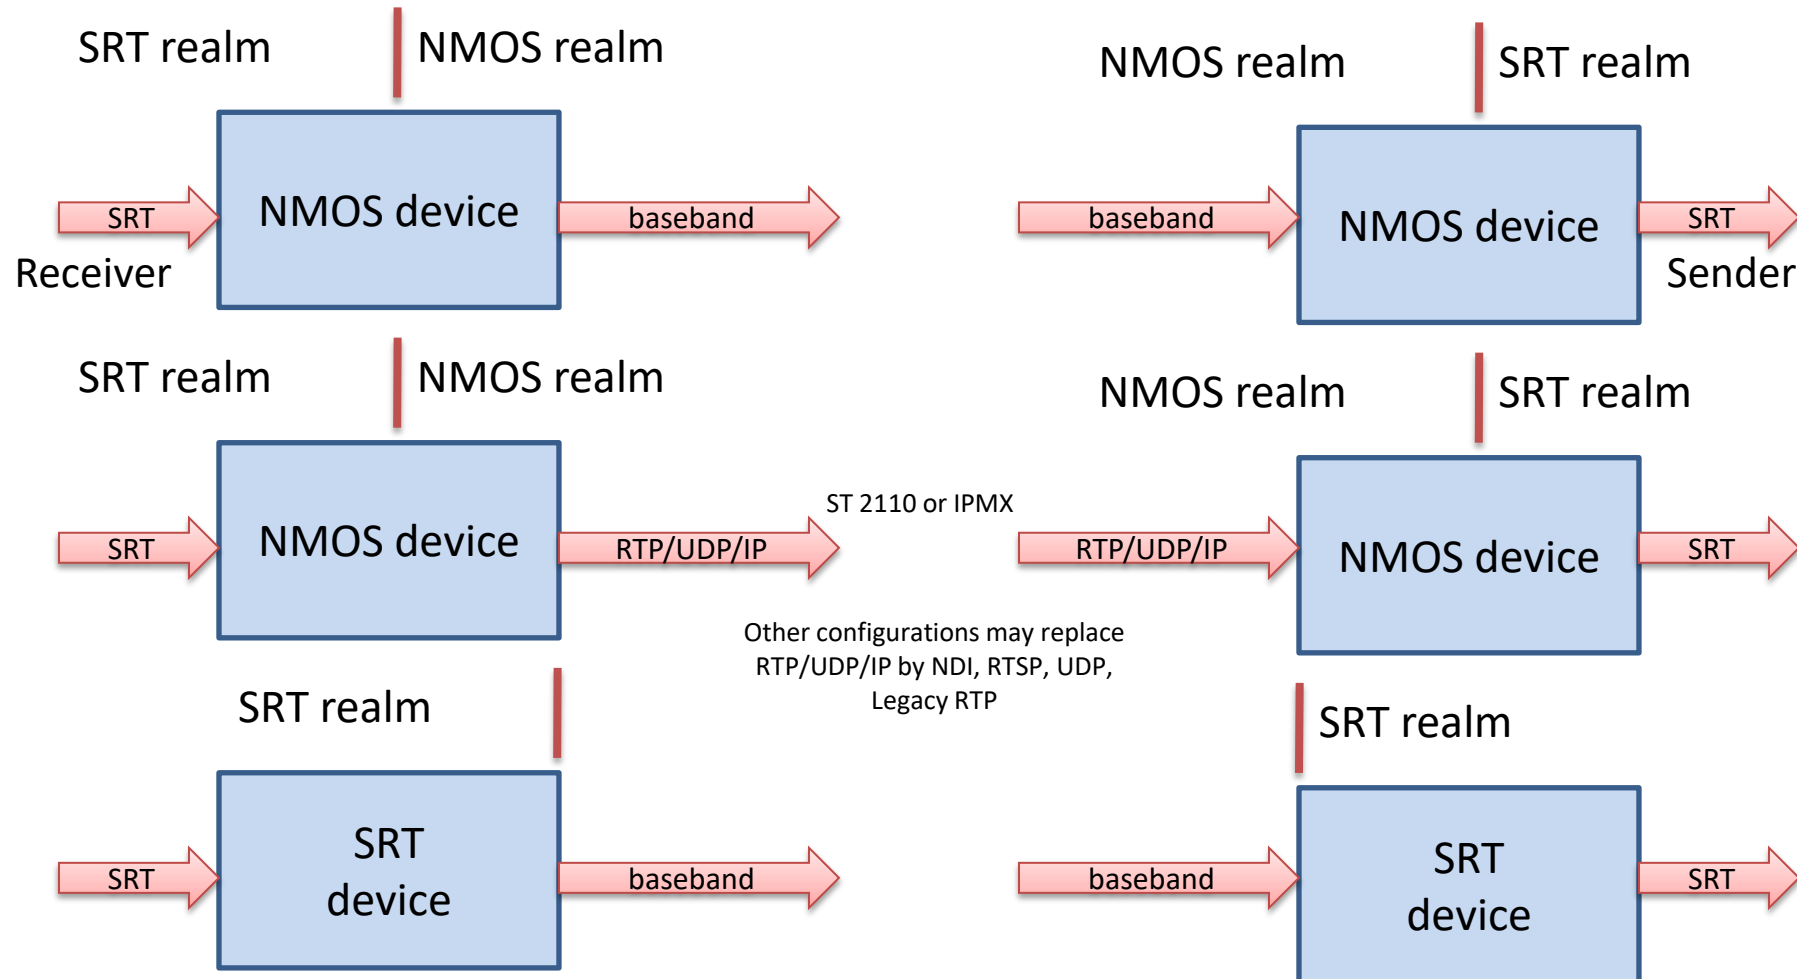 SRT realm
NMOS realm
NMOS realm
SRT realm
SRT
NMOS device
baseband
baseband
NMOS device
SRT
Receiver
Sender
SRT realm
NMOS realm
NMOS realm
SRT realm
ST 2110 or IPMX
SRT
NMOS device
RTP/UDP/IP
RTP/UDP/IP
NMOS device
SRT
Other configurations may replace
RTP/UDP/IP by NDI, RTSP, UDP,
Legacy RTP
SRT realm
SRT realm
SRT
SRT
device
baseband
baseband
SRT
device
SRT